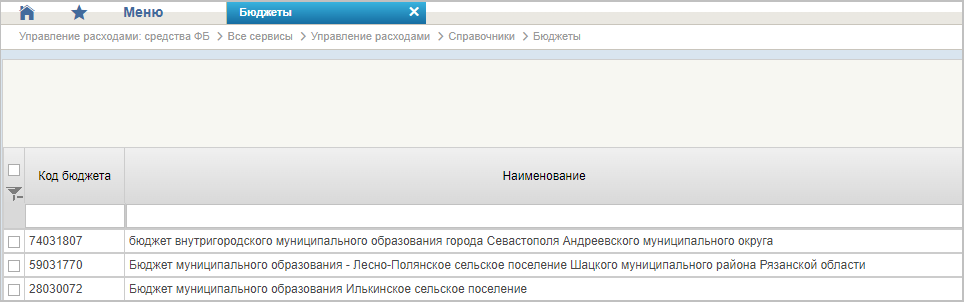 Меню Бюджеты
Управление расходами: средства ФБ > Все сервисы > Управление расходами > Справочники > Бюджеты
Код бюджета Наименование
74031807 бюджет внутригородского муниципального образования города Севастополя Андреевского муниципального округа
59031770 Бюджет муниципального образования - Лесно-Полянское сельское поселение Шацкого муниципального района Рязанской области
28030072 Бюджет муниципального образования Илькинское сельское поселение